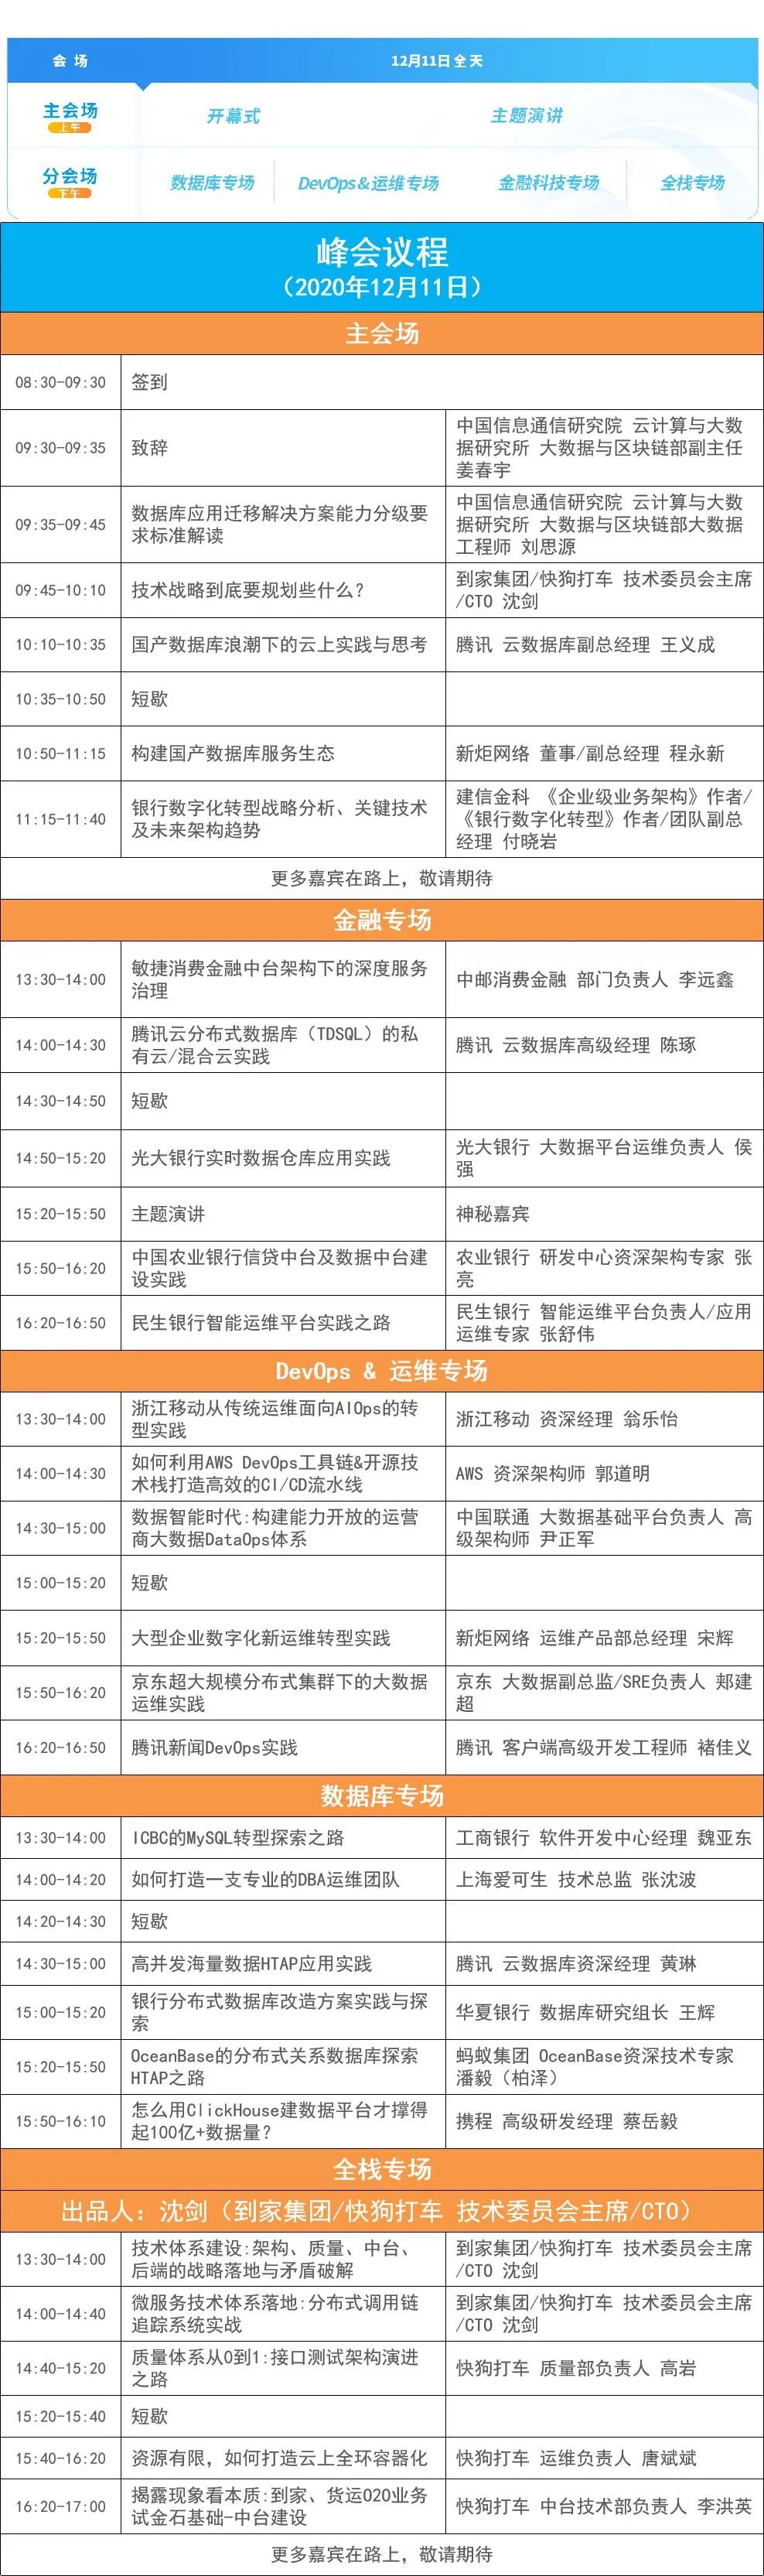 会 场
12月11日 全 天
主会场
上午
开幕式
主题演讲
分会场
下午
数据库专场
DevOps&运维专场
金融科技专场
全栈专场
峰会议程
（2020年12月11日）
主会场
08:30-09:30
签到
09:30-09:35
致辞
中国信息通信研究院 云计算与大数
据研究所 大数据与区块链部副主任
姜春宇
09:35-09:45
数据库应用迁移解决方案能力分级要
求标准解读
中国信息通信研究院 云计算与大数
据研究所 大数据与区块链部大数据
工程师 刘思源
09:45-10:10
技术战略到底要规划些什么？
到家集团/快狗打车 技术委员会主席
/CTO 沈剑
10:10-10:35
国产数据库浪潮下的云上实践与思考
腾讯 云数据库副总经理 王义成
10:35-10:50
短歇
10:50-11:15
构建国产数据库服务生态
新炬网络 董事/副总经理 程永新
11:15-11:40
银行数字化转型战略分析、关键技术
及未来架构趋势
建信金科 《企业级业务架构》作者/
《银行数字化转型》作者/团队副总
经理 付晓岩
更多嘉宾在路上，敬请期待
金融专场
13:30-14:00
敏捷消费金融中台架构下的深度服务
治理
中邮消费金融 部门负责人 李远鑫
14:00-14:30
腾讯云分布式数据库（TDSQL）的私
有云/混合云实践
腾讯 云数据库高级经理 陈琢
14:30-14:50
短歇
14:50-15:20
光大银行实时数据仓库应用实践
光大银行 大数据平台运维负责人 侯
强
15:20-15:50
主题演讲
神秘嘉宾
15:50-16:20
中国农业银行信贷中台及数据中台建
设实践
农业银行 研发中心资深架构专家 张
亮
16:20-16:50
民生银行智能运维平台实践之路
民生银行 智能运维平台负责人/应用
运维专家 张舒伟
DevOps & 运维专场
13:30-14:00
浙江移动从传统运维面向AIOps的转
型实践
浙江移动 资深经理 翁乐怡
14:00-14:30
如何利用AWS DevOps工具链&开源技
术栈打造高效的CI/CD流水线
AWS 资深架构师 郭道明
14:30-15:00
数据智能时代:构建能力开放的运营
商大数据DataOps体系
中国联通 大数据基础平台负责人 高
级架构师 尹正军
15:00-15:20
短歇
15:20-15:50
大型企业数字化新运维转型实践
新炬网络 运维产品部总经理 宋辉
15:50-16:20
京东超大规模分布式集群下的大数据
运维实践
京东 大数据副总监/SRE负责人 郏建
超
16:20-16:50
腾讯新闻DevOps实践
腾讯 客户端高级开发工程师 褚佳义
数据库专场
13:30-14:00
ICBC的MySQL转型探索之路
工商银行 软件开发中心经理 魏亚东
14:00-14:20
如何打造一支专业的DBA运维团队
上海爱可生 技术总监 张沈波
14:20-14:30
短歇
14:30-15:00
高并发海量数据HTAP应用实践
腾讯 云数据库资深经理 黄琳
15:00-15:20
银行分布式数据库改造方案实践与探
索
华夏银行 数据库研究组长 王辉
15:20-15:50
OceanBase的分布式关系数据库探索
HTAP之路
蚂蚁集团 OceanBase资深技术专家
潘毅（柏泽）
15:50-16:10
怎么用ClickHouse建数据平台才撑得
起100亿+数据量？
携程 高级研发经理 蔡岳毅
全栈专场
出品人：沈剑（到家集团/快狗打车 技术委员会主席/CTO）
13:30-14:00
技术体系建设:架构、质量、中台、
后端的战略落地与矛盾破解
到家集团/快狗打车 技术委员会主席
/CTO 沈剑
14:00-14:40
微服务技术体系落地:分布式调用链
追踪系统实战
到家集团/快狗打车 技术委员会主席
/CTO 沈剑
14:40-15:20
质量体系从0到1:接口测试架构演进
之路
快狗打车 质量部负责人 高岩
15:20-15:40
短歇
15:40-16:20
资源有限，如何打造云上全环容器化
快狗打车 运维负责人 唐斌斌
16:20-17:00
揭露现象看本质:到家、货运O2O业务
试金石基础-中台建设
快狗打车 中台技术部负责人 李洪英
更多嘉宾在路上，敬请期待